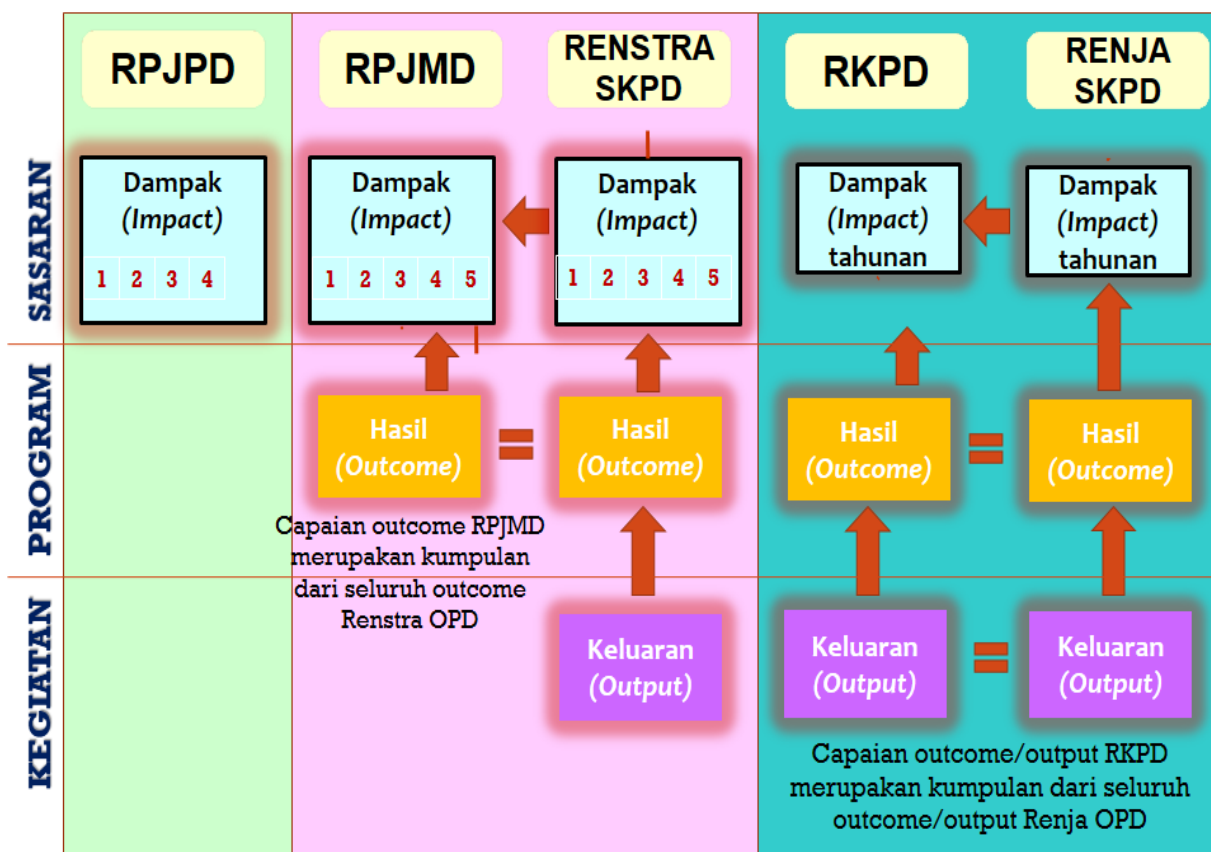 RPJPD
RPJMD
RENSTRA
SKPD
RKPD
RENJA
SKPD
SASARAN
Dampak
(Impact)
1 2 3 4
Dampak
(Impact)
1 2 3 4 5
Dampak
(Impact)
1 2 3 4 5
Dampak
(Impact)
tahunan
Dampak
(Impact)
tahunan
PROGRAM
Hasil
(Outcome)
=
Hasil
(Outcome)
Hasil
(Outcome)
=
Hasil
(Outcome)
Capaian outcome RPJMD
merupakan kumpulan
dari seluruh outcome
Renstra OPD
KEGIATAN
Keluaran
(Output)
Keluaran
(Output)
=
Keluaran
(Output)
Capaian outcome/output RKPD
merupakan kumpulan dari seluruh
outcome/output Renja OPD